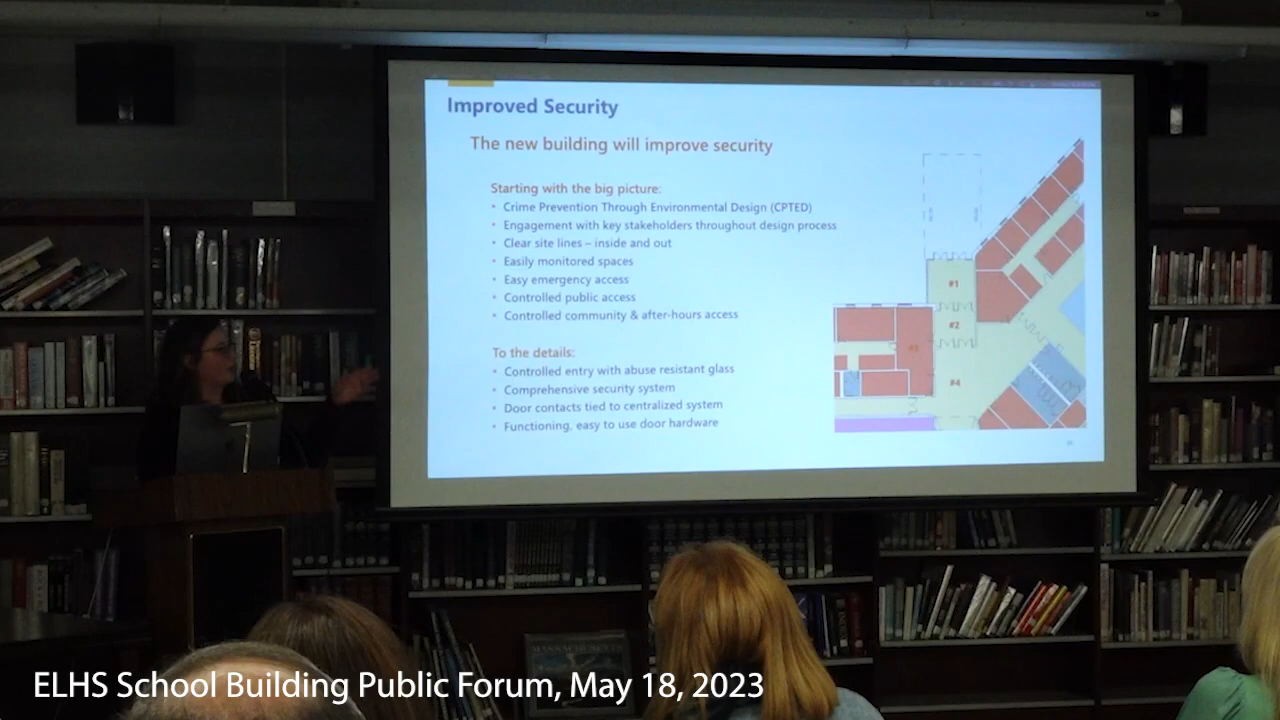 Improved Security
The new building will improve security
Starting with the big picture:
• Crime Prevention Through Environmental Design (CPTED)
• Engagement with key stakeholders throughout design process
• Clear site lines – inside and out
• Easily monitored spaces
• Easy emergency access
• Controlled public access
• Controlled community & after-hours access
To the details:
• Controlled entry with abuse resistant glass
• Comprehensive security system
• Door contacts tied to centralized system
• Functioning, easy to use door hardware
#1
#2
#3
#4
MASSACHUSETTS
ELHS School Building Public Forum, May 18, 2023